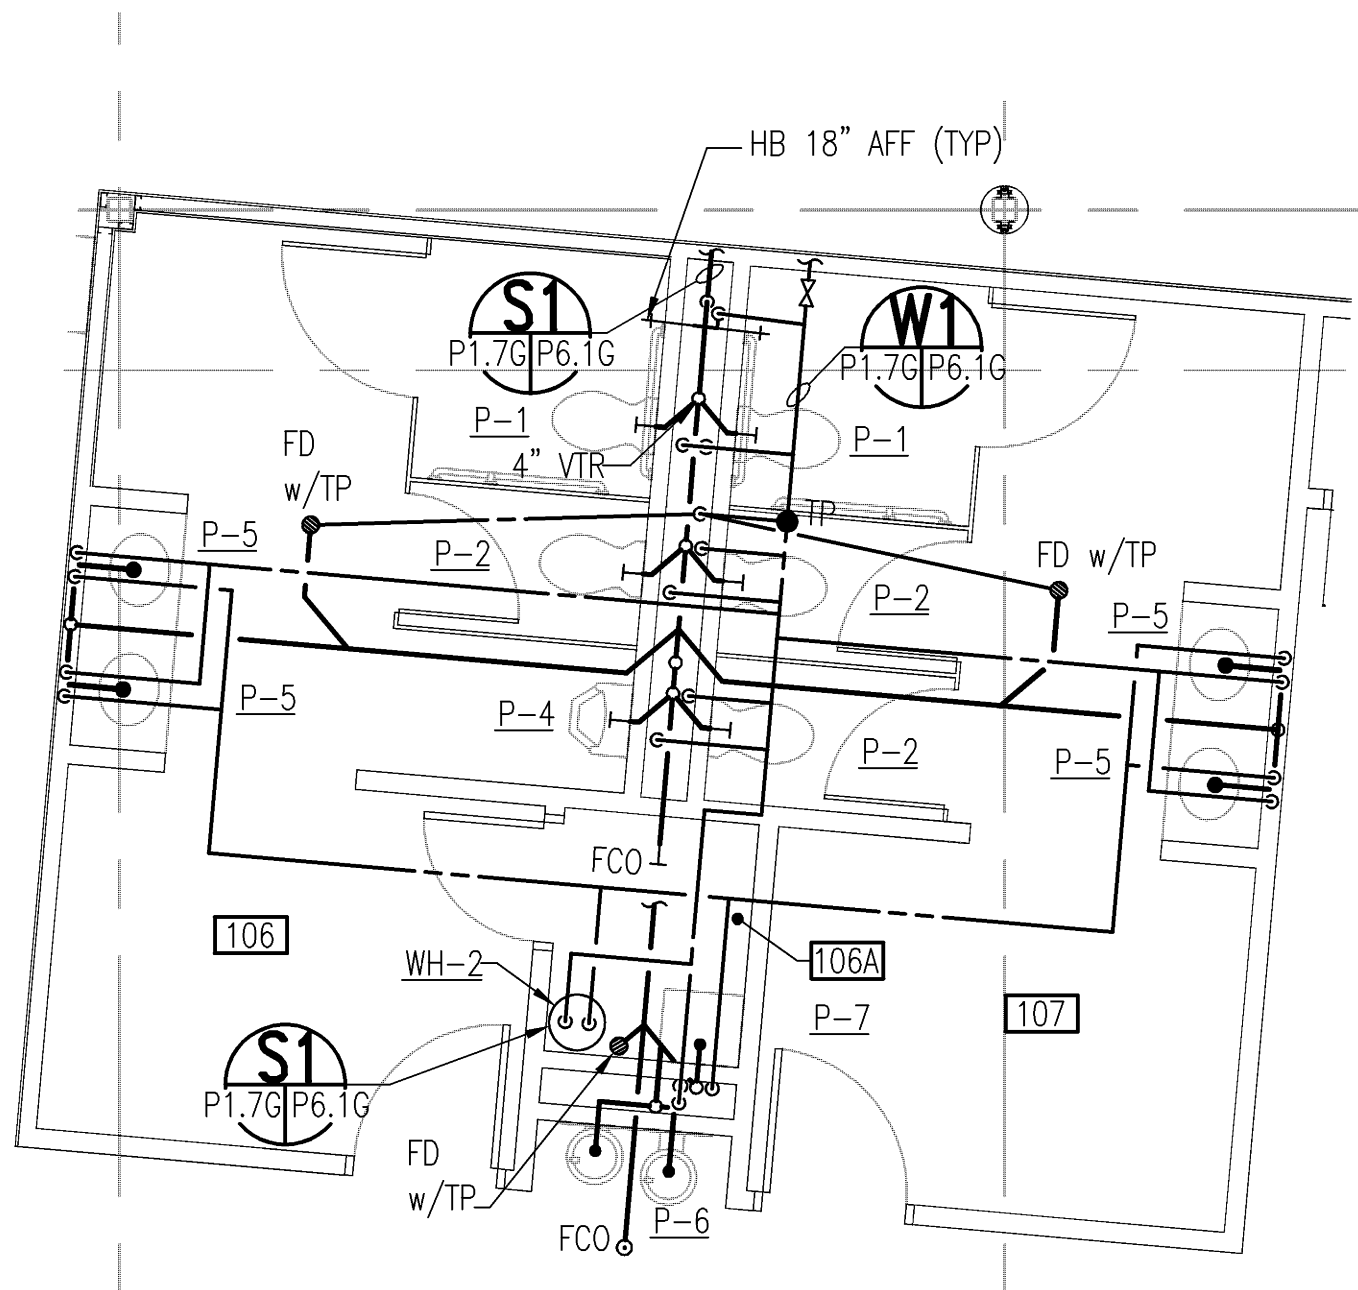 HB 18” AFF (TYP)
S1
P1.7G P6.1G
W1
P1.7G P6.1G
P-1
P-1
4” VTR
FD
w/TP
TP
P-5
P-2
FD w/TP
P-2
P-5
P-5
P-4
P-2
P-5
FCO
106
WH-2
106A
P-7
107
S1
P1.7G P6.1G
FD
w/TP
P-6
FCO